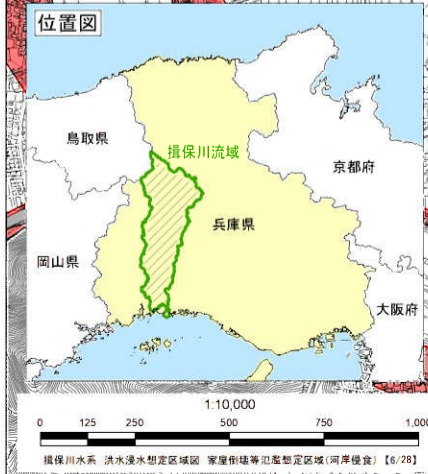 位置図
鳥取県
揖保川流域
京都府
兵庫県
岡山県
大阪府
1:10,000
0 125 250 500 750 1,000
揖保川水系 洪水浸水想定区域図 家屋倒壊等氾濫想定区域(河岸侵食)【6/28】